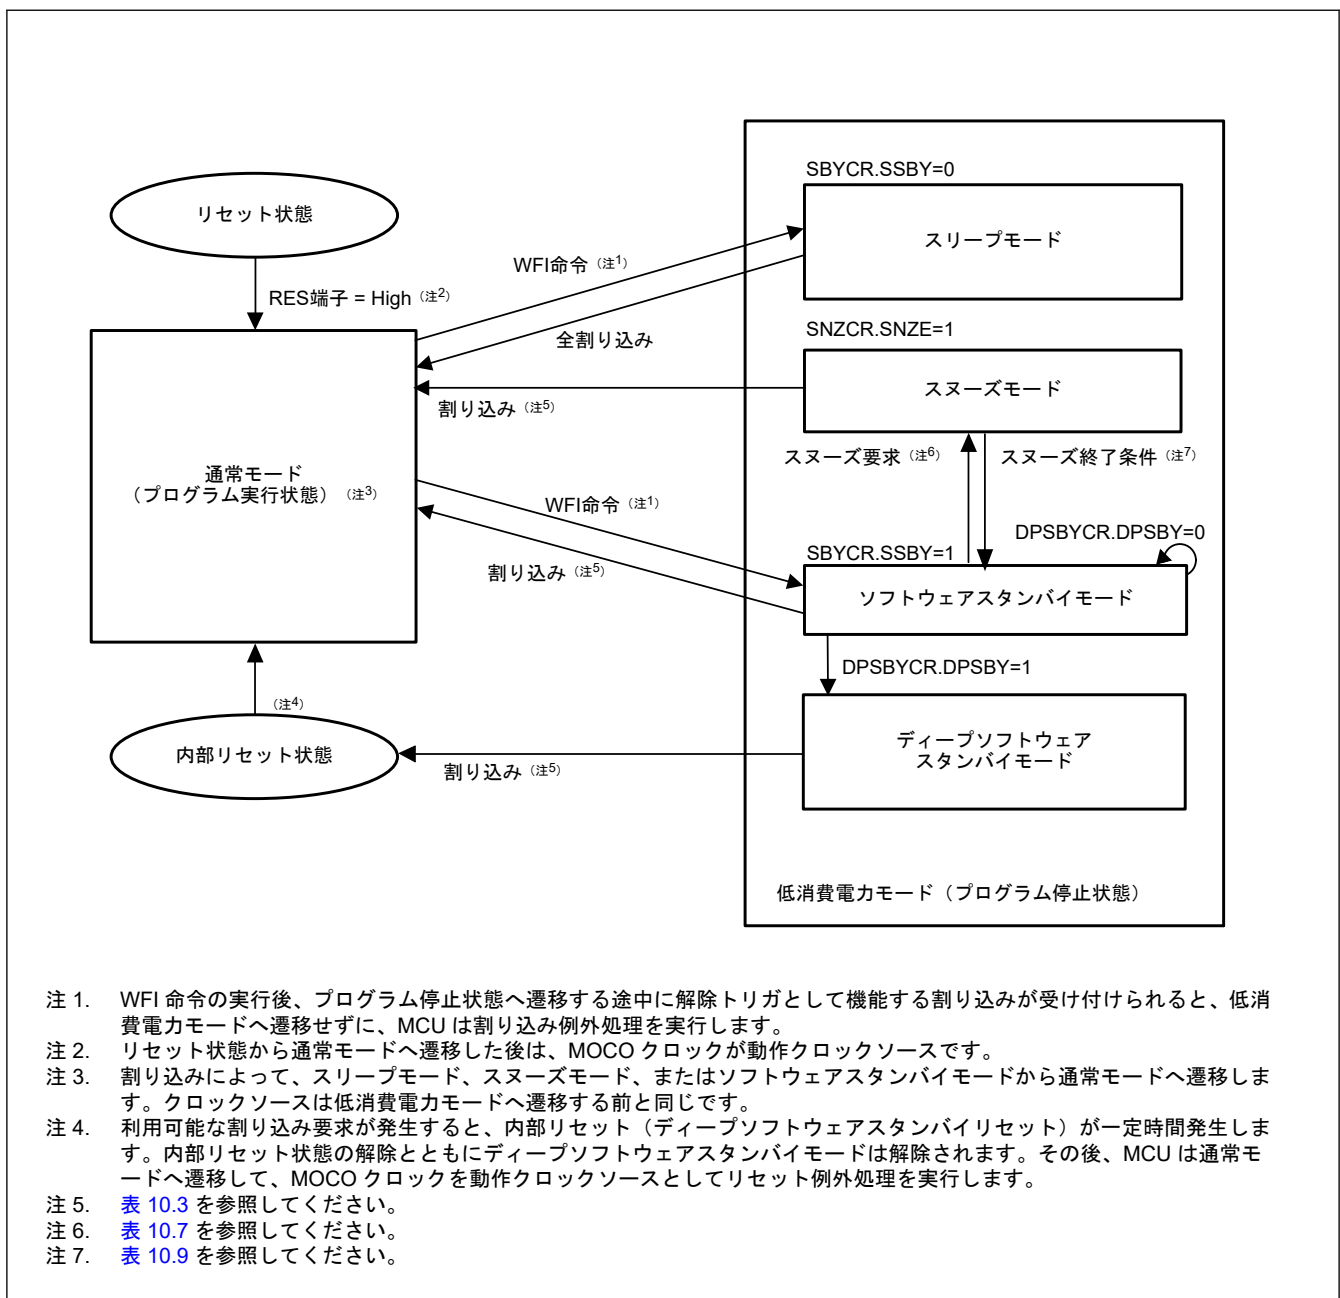 SBYCR.SSBY=0
リセット状態
スリープモード
WFI命令（注1）
RES端子 = High（注2）
全割り込み
SNZCR.SNZE=1
スヌーズモード
割り込み（注5）
通常モード
（プログラム実行状態）（注3）
スヌーズ要求（注6）
スヌーズ終了条件（注7）
WFI命令（注1）
DPSBYCR.DPSBY=0
SBYCR.SSBY=1
割り込み（注5）
ソフトウェアスタンバイモード
DPSBYCR.DPSBY=1
（注4）
内部リセット状態
ディープソフトウェア
スタンバイモード
割り込み（注5）
低消費電力モード（プログラム停止状態）
注 1. WFI 命令の実行後、プログラム停止状態へ遷移する途中に解除トリガとして機能する割り込みが受け付けられると、低消
費電力モードへ遷移せずに、MCU は割り込み例外処理を実行します。
注 2. リセット状態から通常モードへ遷移した後は、MOCO クロックが動作クロックソースです。
注 3. 割り込みによって、スリープモード、スヌーズモード、またはソフトウェアスタンバイモードから通常モードへ遷移しま
す。クロックソースは低消費電力モードへ遷移する前と同じです。
注 4. 利用可能な割り込み要求が発生すると、内部リセット（ディープソフトウェアスタンバイリセット）が一定時間発生しま
す。内部リセット状態の解除とともにディープソフトウェアスタンバイモードは解除されます。その後、MCU は通常モ
ードへ遷移して、MOCO クロックを動作クロックソースとしてリセット例外処理を実行します。
注 5. 表 10.3 を参照してください。
注 6. 表 10.7 を参照してください。
注 7. 表 10.9 を参照してください。